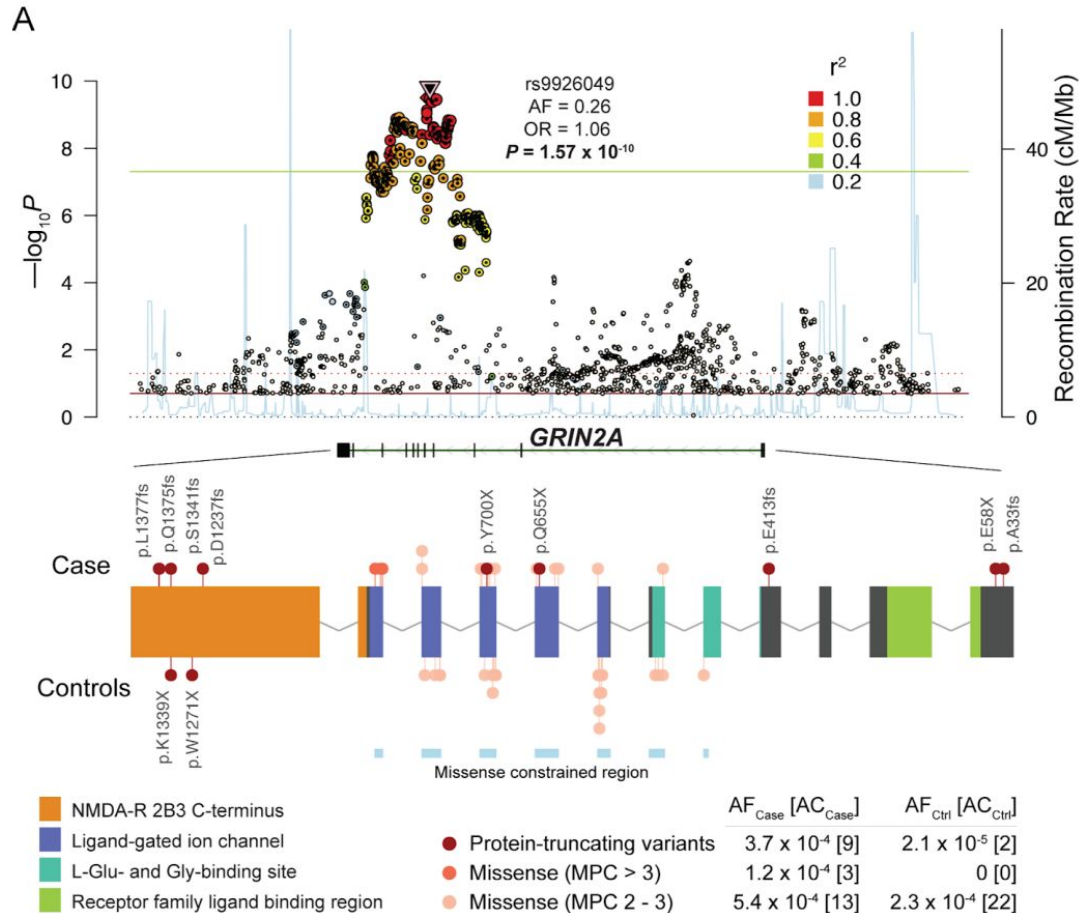 A
rs9926049
AF = 0.26
OR = 1.06
P = 1.57 x 10⁻¹⁰
r²
1.0
0.8
0.6
0.4
0.2
—log₁₀P
10
8
6
4
2
0
Recombination Rate (cM/Mb)
40
20
0
GRIN2A
p.L1377fs
p.Q1375fs
p.S1341fs
p.D1237fs
p.Y700X
p.Q655X
p.E413fs
p.E58X
p.A33fs
Case
Controls
p.K1339X
p.W1271X
Missense constrained region
NMDA-R 2B3 C-terminus
Ligand-gated ion channel
L-Glu- and Gly-binding site
Receptor family ligand binding region
AF_Case [AC_Case] AF_Ctrl [AC_Ctrl]
Protein-truncating variants 3.7 x 10⁻⁴ [9] 2.1 x 10⁻⁵ [2]
Missense (MPC > 3) 1.2 x 10⁻⁴ [3] 0 [0]
Missense (MPC 2 - 3) 5.4 x 10⁻⁴ [13] 2.3 x 10⁻⁴ [22]